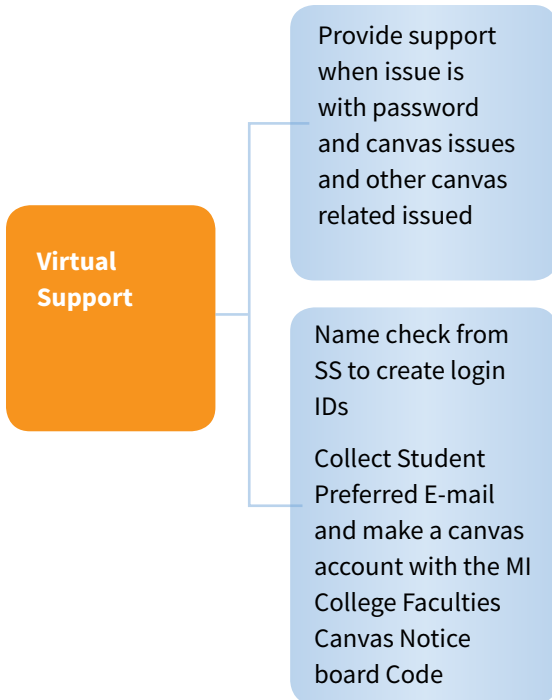 Virtual
Support
Provide support
when issue is
with password
and canvas issues
and other canvas
related issued
Name check from
SS to create login
IDs
Collect Student
Preferred E-mail
and make a canvas
account with the MI
College Faculties
Canvas Notice
board Code